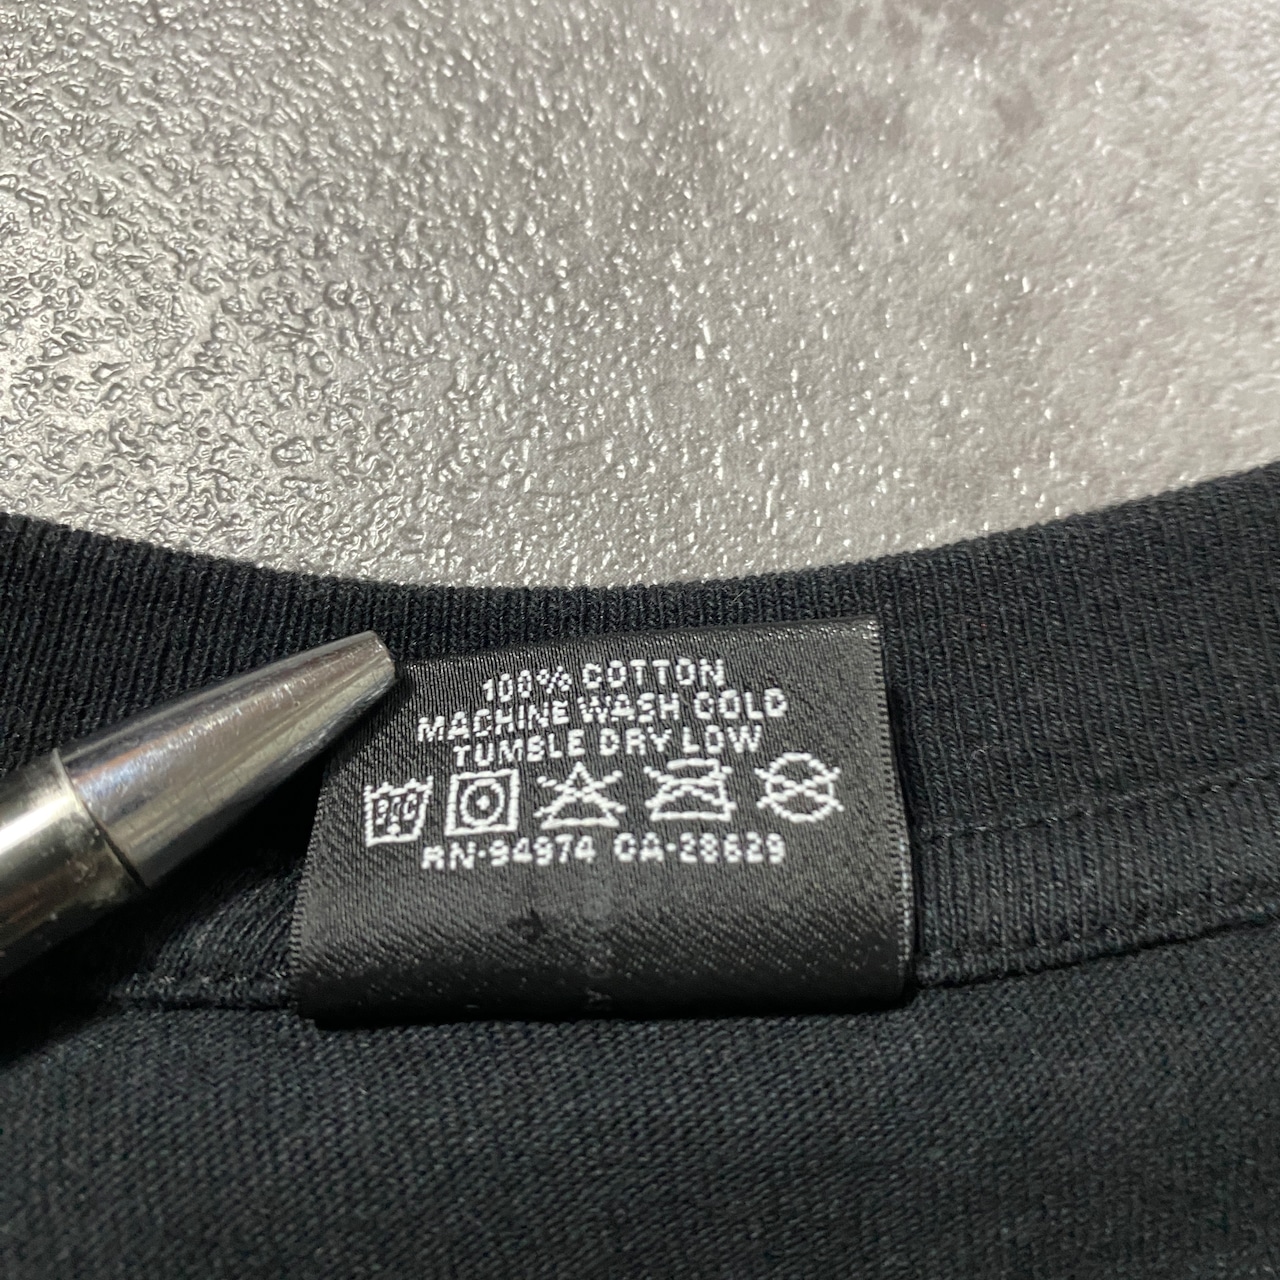 100% COTTON
MACHINE WASH COLD
TUMBLE DRY LOW
RN-94974 CA-28629